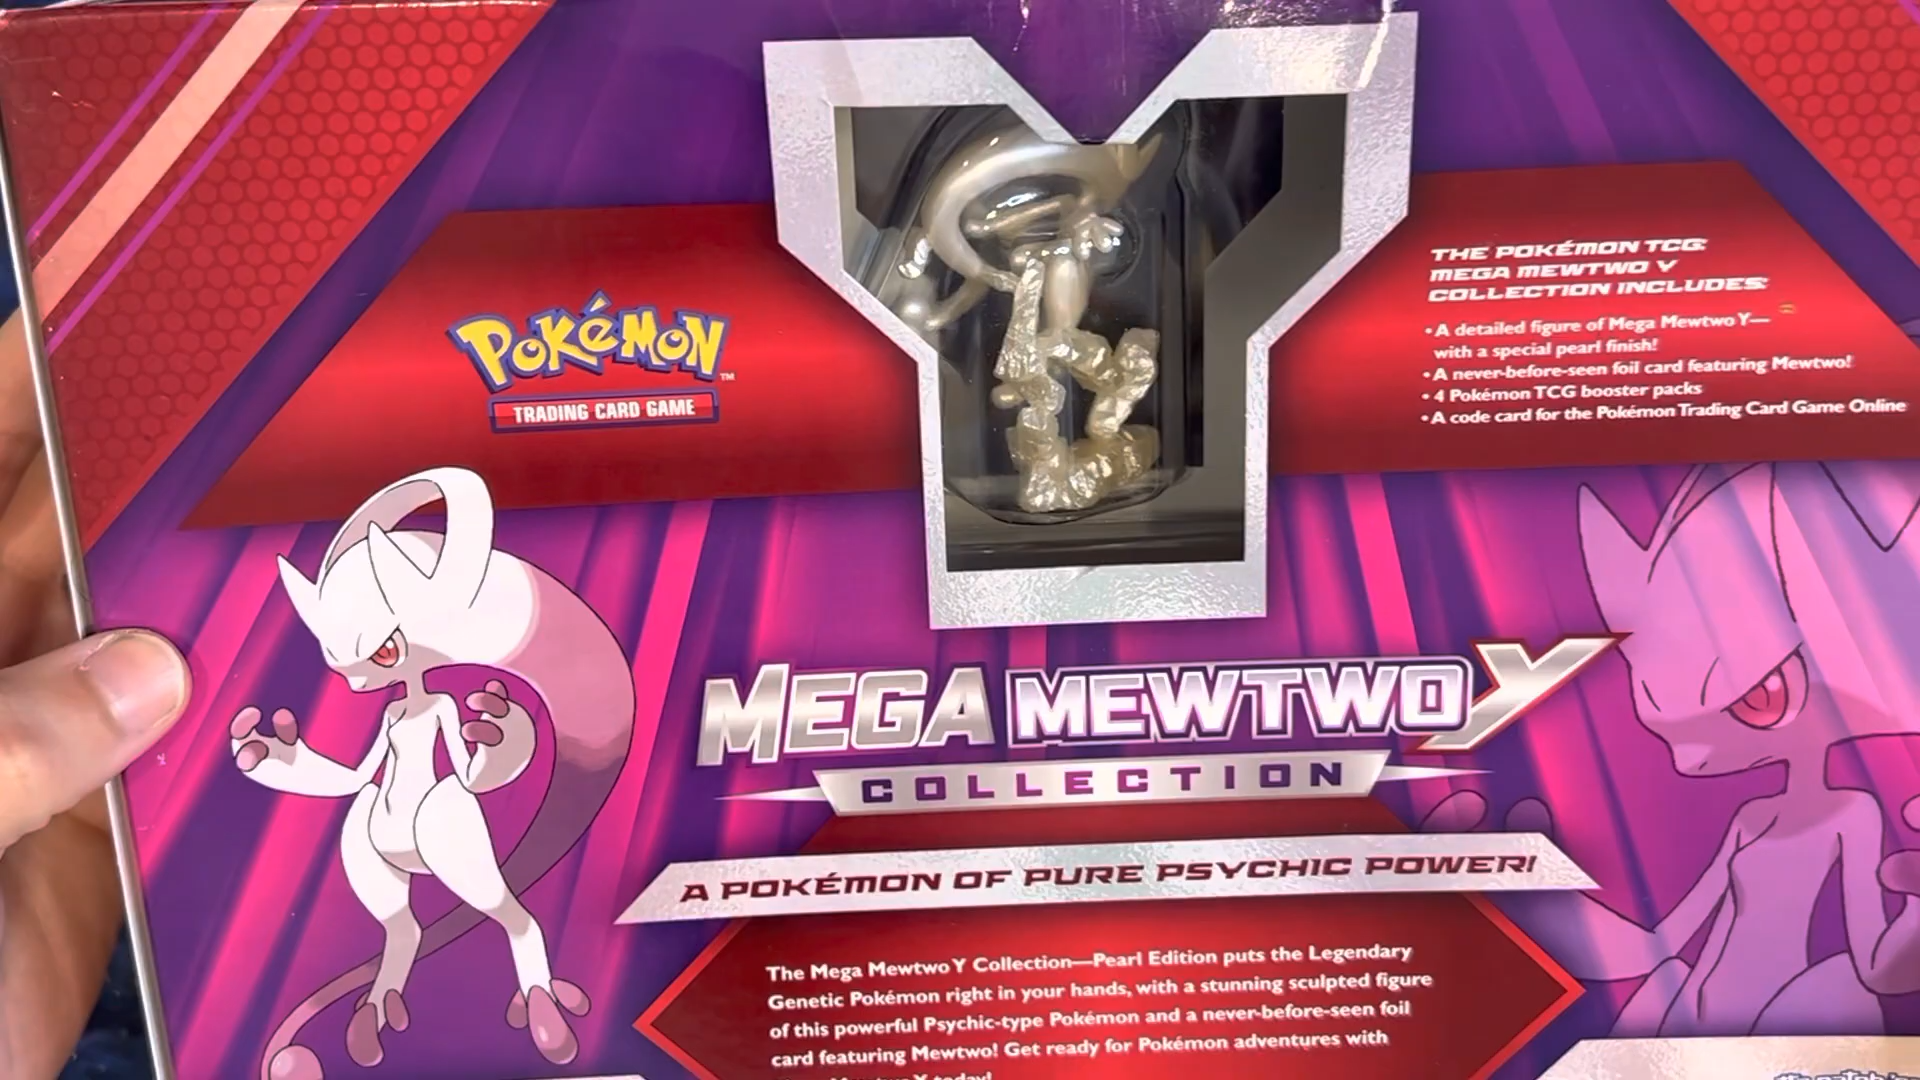 POKéMON
TRADING CARD GAME
THE POKÉMON TCG:
MEGA MEWTWO Y
COLLECTION INCLUDES:
• A detailed figure of Mega Mewtwo Y—
with a special pearl finish!
• A never-before-seen foil card featuring Mewtwo!
• 4 Pokémon TCG booster packs
• A code card for the Pokémon Trading Card Game Online
MEGA MEWTWO Y
COLLECTION
A POKÉMON OF PURE PSYCHIC POWER!
The Mega Mewtwo Y Collection—Pearl Edition puts the Legendary
Genetic Pokémon right in your hands, with a stunning sculpted figure
of this powerful Psychic-type Pokémon and a never-before-seen foil
card featuring Mewtwo! Get ready for Pokémon adventures with
today!